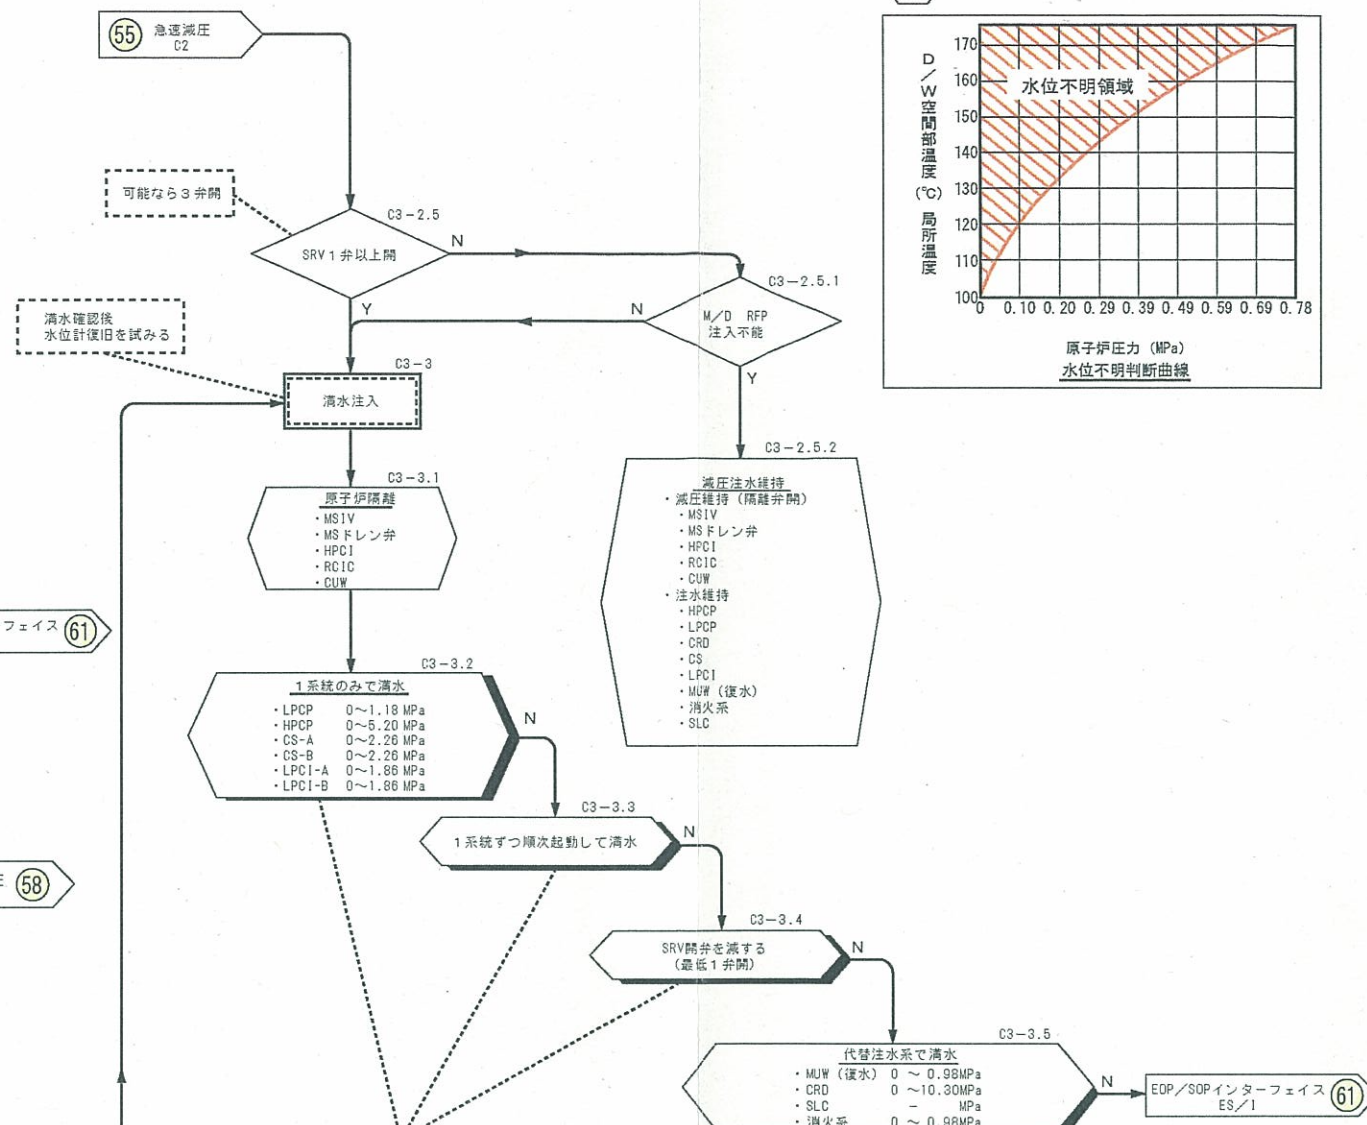 55
急速減圧
C2
可能なら3弁開
C3-2.5
SRV1弁以上開
N
Y
C3-2.5.1
M/D RFP
注入不能
N
Y
満水確認後
水位計復旧を試みる
C3-3
満水注入
C3-3.1
原子炉隔離
・MSIV
・MSドレン弁
・HPCI
・RCIC
・CUW
C3-2.5.2
減圧注水維持
・減圧維持(隔離弁開)
・MSIV
・MSドレン弁
・HPCI
・RCIC
・CUW
・注水維持
・HPCP
・LPCP
・CRD
・CS
・LPCI
・MUW(復水)
・消火系
・SLC
フェイス 61
C3-3.2
1系統のみで満水
・LPCP 0~1.18 MPa
・HPCP 0~5.20 MPa
・CS-A 0~2.26 MPa
・CS-B 0~2.26 MPa
・LPCI-A 0~1.86 MPa
・LPCI-B 0~1.86 MPa
N
C3-3.3
1系統ずつ順次起動して満水
N
58
C3-3.4
SRV開弁を減する
(最低1弁開)
N
C3-3.5
代替注水系で満水
・MUW(復水) 0 ~ 0.98MPa
・CRD 0 ~10.30MPa
・SLC - MPa
・消火系 0 ~ 0.98MPa
N
EOP/SOPインターフェイス
ES/I
61
D/W空間部温度(℃)局所温度
170
160
150
140
130
120
110
100
水位不明領域
0 0.10 0.20 0.29 0.39 0.49 0.59 0.69 0.78
原子炉圧力(MPa)
水位不明判断曲線